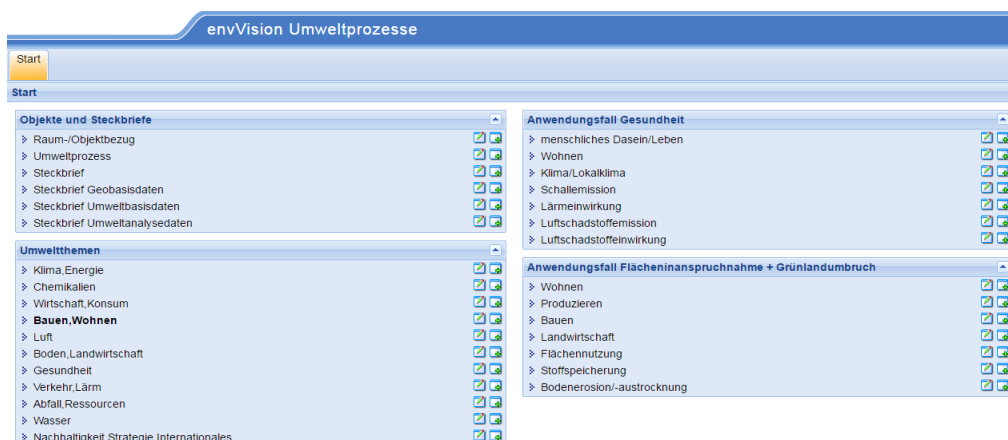 envVision Umweltprozesse
Start
Start
Objekte und Steckbriefe
Raum-/Objektbezug
Umweltprozess
Steckbrief
Steckbrief Geobasisdaten
Steckbrief Umweltbasisdaten
Steckbrief Umweltanalysedaten
Umweltthemen
Klima,Energie
Chemikalien
Wirtschaft,Konsum
Bauen,Wohnen
Luft
Boden,Landwirtschaft
Gesundheit
Verkehr,Lärm
Abfall,Ressourcen
Wasser
Nachhaltigkeit Strategie Internationales
Anwendungsfall Gesundheit
menschliches Dasein/Leben
Wohnen
Klima/Lokalklima
Schallemission
Lärmeinwirkung
Luftschadstoffemission
Luftschadstoffeinwirkung
Anwendungsfall Flächeninanspruchnahme + Grünlandumbruch
Wohnen
Produzieren
Bauen
Landwirtschaft
Flächennutzung
Stoffspeicherung
Bodenerosion/-austrocknung